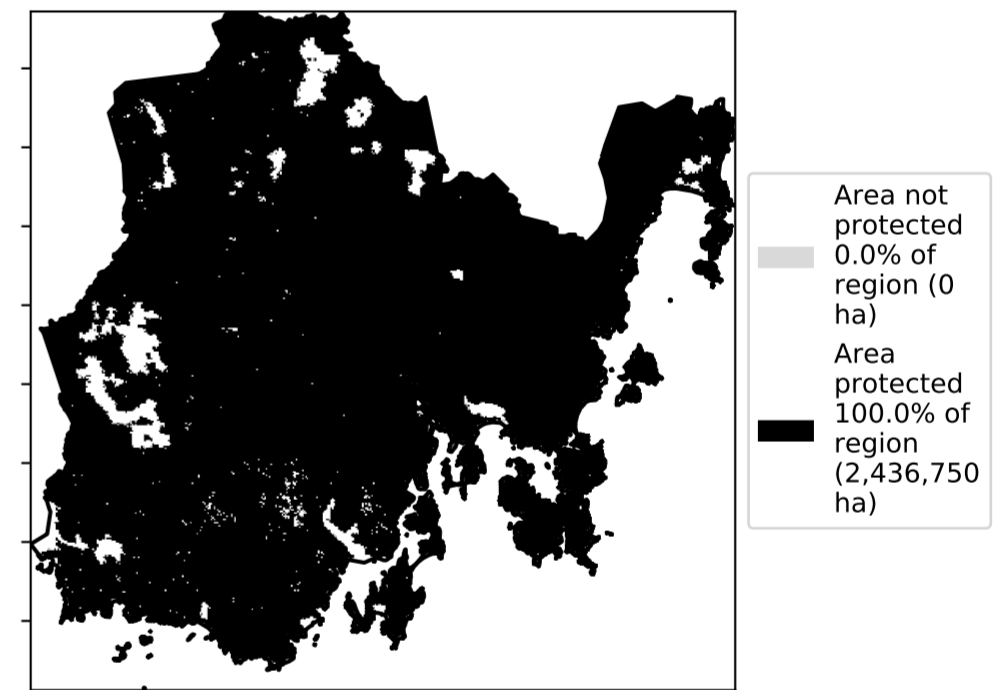 Area not
protected
0.0% of
region (0
ha)
Area
protected
100.0% of
region
(2,436,750
ha)